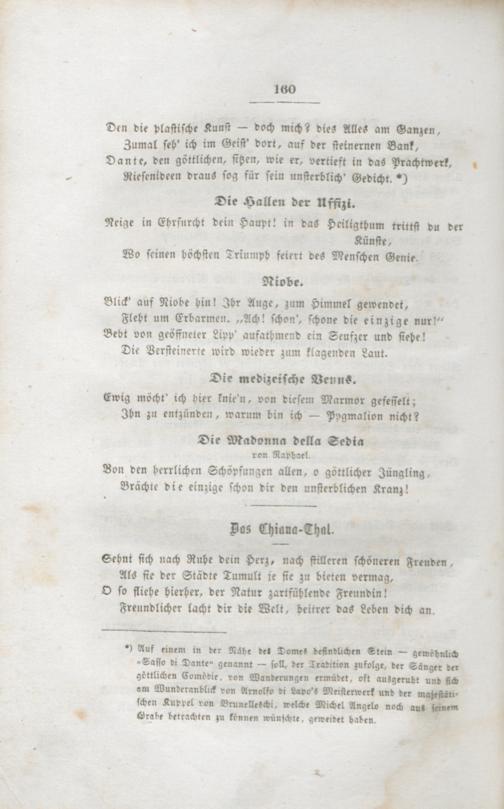 160
Den die plastische Kunst — doch mich? dies Alles am Ganzen,
Zumal seh' ich im Geist' dort, auf der steinernen Bank,
Dante, den göttlichen, sitzen, wie er, vertieft in das Prachtwerk,
Riesenideen draus sog für sein unsterblich' Gedicht. *)
Die Hallen der Uffizi.
Neige in Ehrfurcht dein Haupt! in das Heiligthum trittst du der
Künste,
Wo seinen höchsten Triumph feiert des Menschen Genie.
Niobe.
Blick' auf Niobe hin! Ihr Auge, zum Himmel gewendet,
Fleht um Erbarmen. „Ach! schon', schone die einzige nur!"
Bebt von geöffneter Lipp' aufathmend ein Seufzer und siehe!
Die Versteinerte wird wieder zum klagenden Laut.
Die medizeische Venus.
Ewig möcht' ich hier knie'n, von diesem Marmor gefesselt;
Ihn zu entzünden, warum bin ich — Pygmalion nicht?
Die Madonna della Sedia
von Raphael.
Von den herrlichen Schöpfungen allen, o göttlicher Jüngling,
Brächte die einzige schon dir den unsterblichen Kranz!
Das Chiana-Thal.
Sehnt sich nach Ruhe dein Herz, nach stilleren schöneren Freuden,
Als sie der Städte Tumult je sie zu bieten vermag,
O so fliehe hierher, der Natur zartfühlende Freundin!
Freundlicher lacht dir die Welt, heitrer das Leben dich an.
*) Auf einem in der Nähe des Domes befindlichen Stein — gewöhnlich
»Sasso di Dante« genannt — soll, der Tradition zufolge, der Sänger der
göttlichen Comödie, von Wanderungen ermüdet, oft ausgeruht und sich
am Wunderanblick von Arnolfo di Lapo's Meisterwerk und der majestäti-
schen Kuppel von Brunelleschi, welche Michel Angelo noch aus seinem
Grabe betrachten zu können wünschte, geweidet haben.